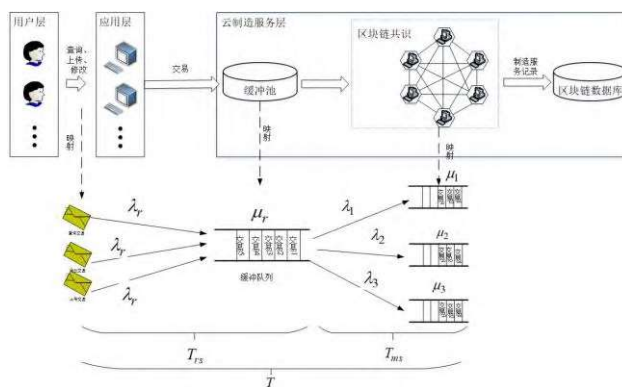 用户层
应用层
云制造服务层
查询、
上传、
修改
交易
缓冲池
区块链共识
制造服
务记录
区块链数据库
映射
映射
映射
λr
λr
λr
μr
缓冲队列
λ1
λ2
λ3
μ1
μ2
μ3
交易
交易
交易
交易
交易
Trs
Tms
T